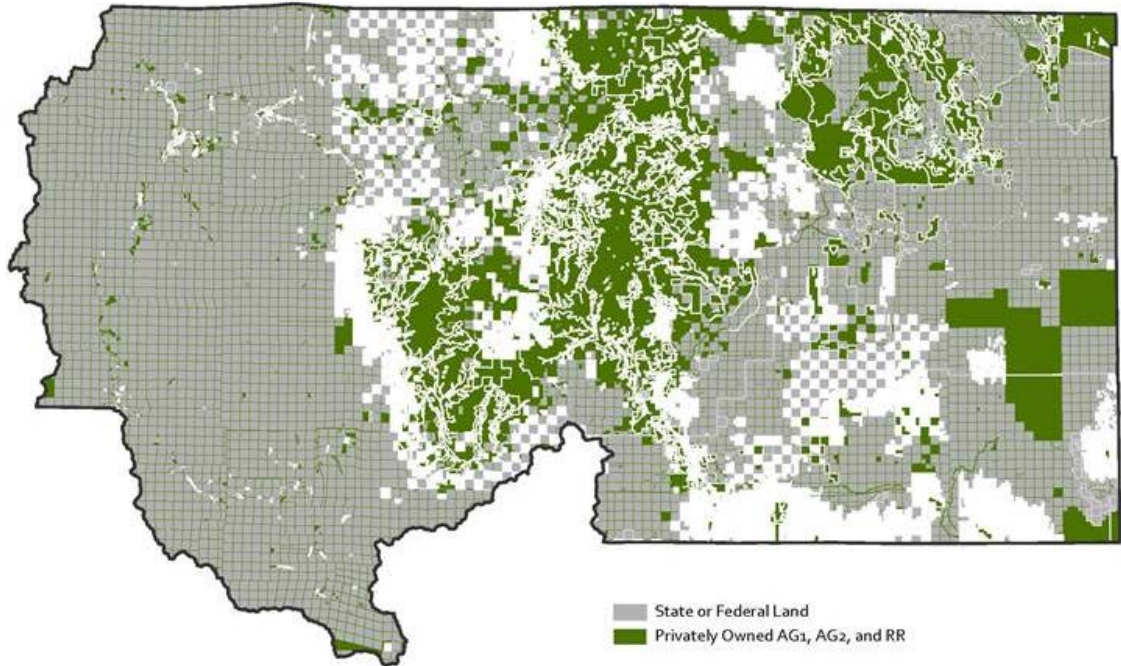 State or Federal Land
Privately Owned AG1, AG2, and RR